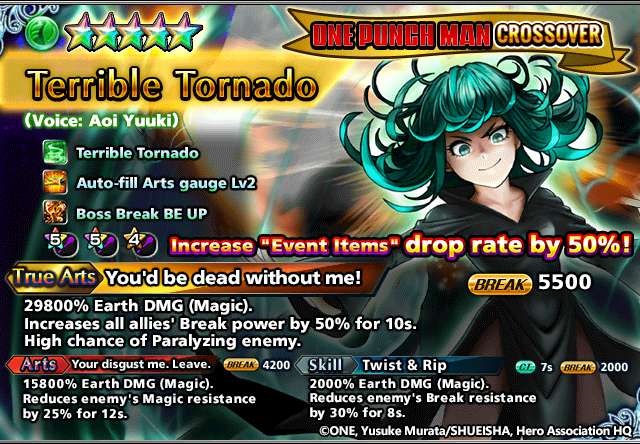 ONE PUNCH MAN CROSSOVER
Terrible Tornado
(Voice: Aoi Yuuki)
Terrible Tornado
Auto-fill Arts gauge Lv2
Boss Break BE UP
5 5 4 Increase "Event Items" drop rate by 50%!
True Arts You'd be dead without me! BREAK 5500
29800% Earth DMG (Magic).
Increases all allies' Break power by 50% for 10s.
High chance of Paralyzing enemy.
Arts Your disgust me. Leave. BREAK 4200
15800% Earth DMG (Magic).
Reduces enemy's Magic resistance
by 25% for 12s.
Skill Twist & Rip C.T. 7s BREAK 2000
2000% Earth DMG (Magic).
Reduces enemy's Break resistance
by 30% for 8s.
©ONE, Yusuke Murata/SHUEISHA, Hero Association HQ